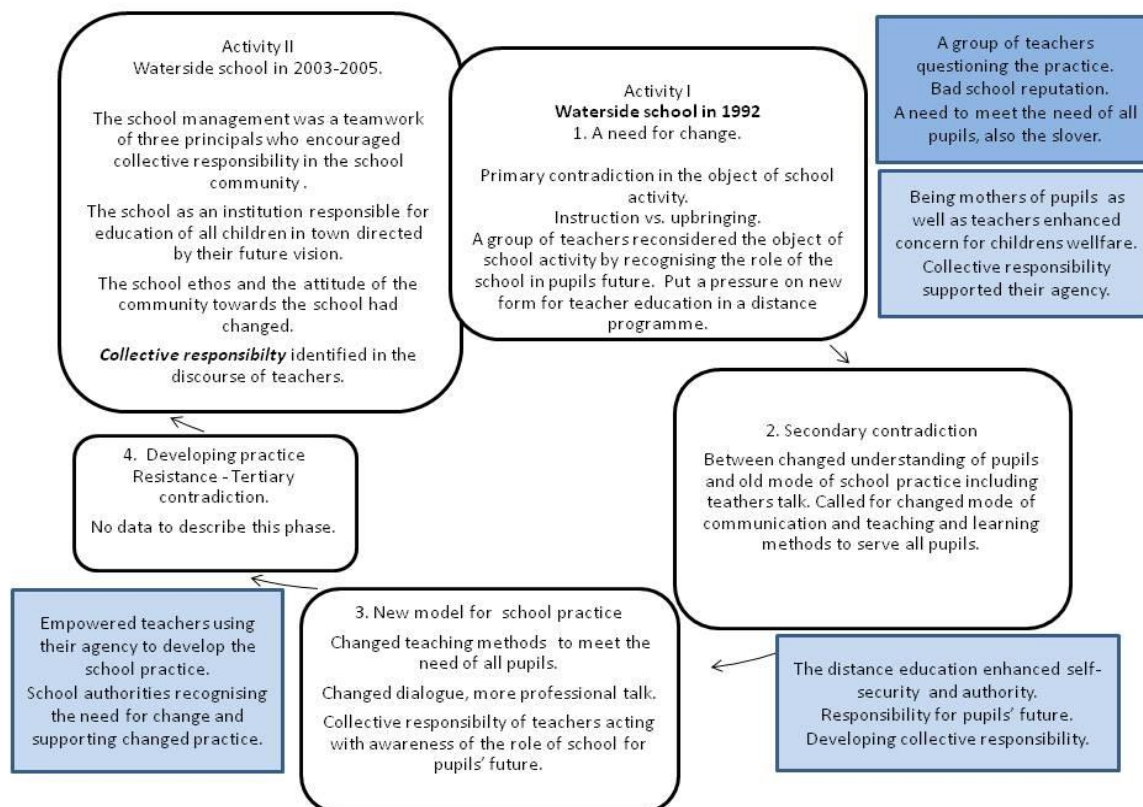 Activity II
Waterside school in 2003-2005.
The school management was a teamwork
of three principals who encouraged
collective responsibility in the school
community .
The school as an institution responsible for
education of all children in town directed
by their future vision.
The school ethos and the attitude of the
community towards the school had
changed.
Collective responsibilty identified in the
discourse of teachers.
Activity I
Waterside school in 1992
1. A need for change.
Primary contradiction in the object of school
activity.
Instruction vs. upbringing.
A group of teachers reconsidered the object of
school activity by recognising the role of the
school in pupils future. Put a pressure on new
form for teacher education in a distance
programme.
A group of teachers
questioning the practice.
Bad school reputation.
A need to meet the need of all
pupils, also the slover.
Being mothers of pupils as
well as teachers enhanced
concern for childrens wellfare.
Collective responsibility
supported their agency.
2. Secondary contradiction
Between changed understanding of pupils
and old mode of school practice including
teathers talk. Called for changed mode of
communication and teaching and learning
methods to serve all pupils.
The distance education enhanced self-
security and authority.
Responsibility for pupils' future.
Developing collective responsibility.
3. New model for school practice
Changed teaching methods to meet the
need of all pupils.
Changed dialogue, more professional talk.
Collective responsibilty of teachers acting
with awareness of the role of school for
pupils' future.
Empowered teachers using
their agency to develop the
school practice.
School authorities recognising
the need for change and
supporting changed practice.
4. Developing practice
Resistance - Tertiary
contradiction.
No data to describe this phase.